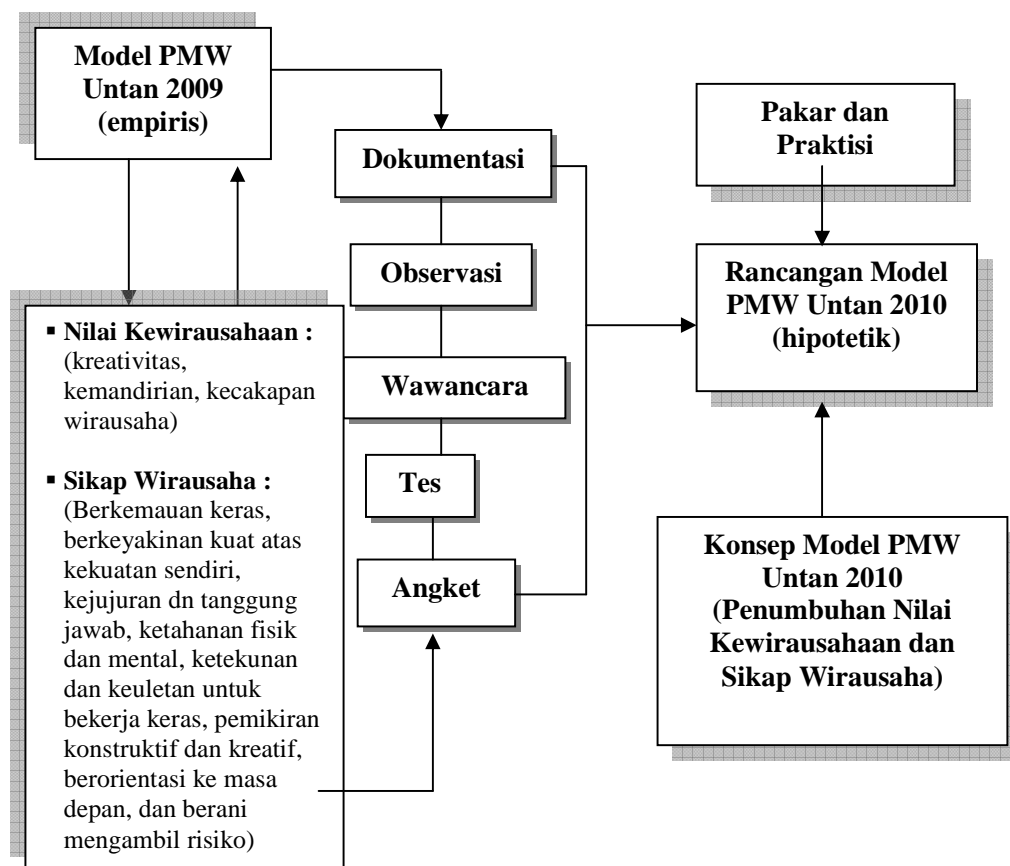 Model PMW
Untan 2009
(empiris)
▪ Nilai Kewirausahaan :
(kreativitas,
kemandirian, kecakapan
wirausaha)
▪ Sikap Wirausaha :
(Berkemauan keras,
berkeyakinan kuat atas
kekuatan sendiri,
kejujuran dn tanggung
jawab, ketahanan fisik
dan mental, ketekunan
dan keuletan untuk
bekerja keras, pemikiran
konstruktif dan kreatif,
berorientasi ke masa
depan, dan berani
mengambil risiko)
Dokumentasi
Observasi
Wawancara
Tes
Angket
Pakar dan
Praktisi
Rancangan Model
PMW Untan 2010
(hipotetik)
Konsep Model PMW
Untan 2010
(Penumbuhan Nilai
Kewirausahaan dan
Sikap Wirausaha)